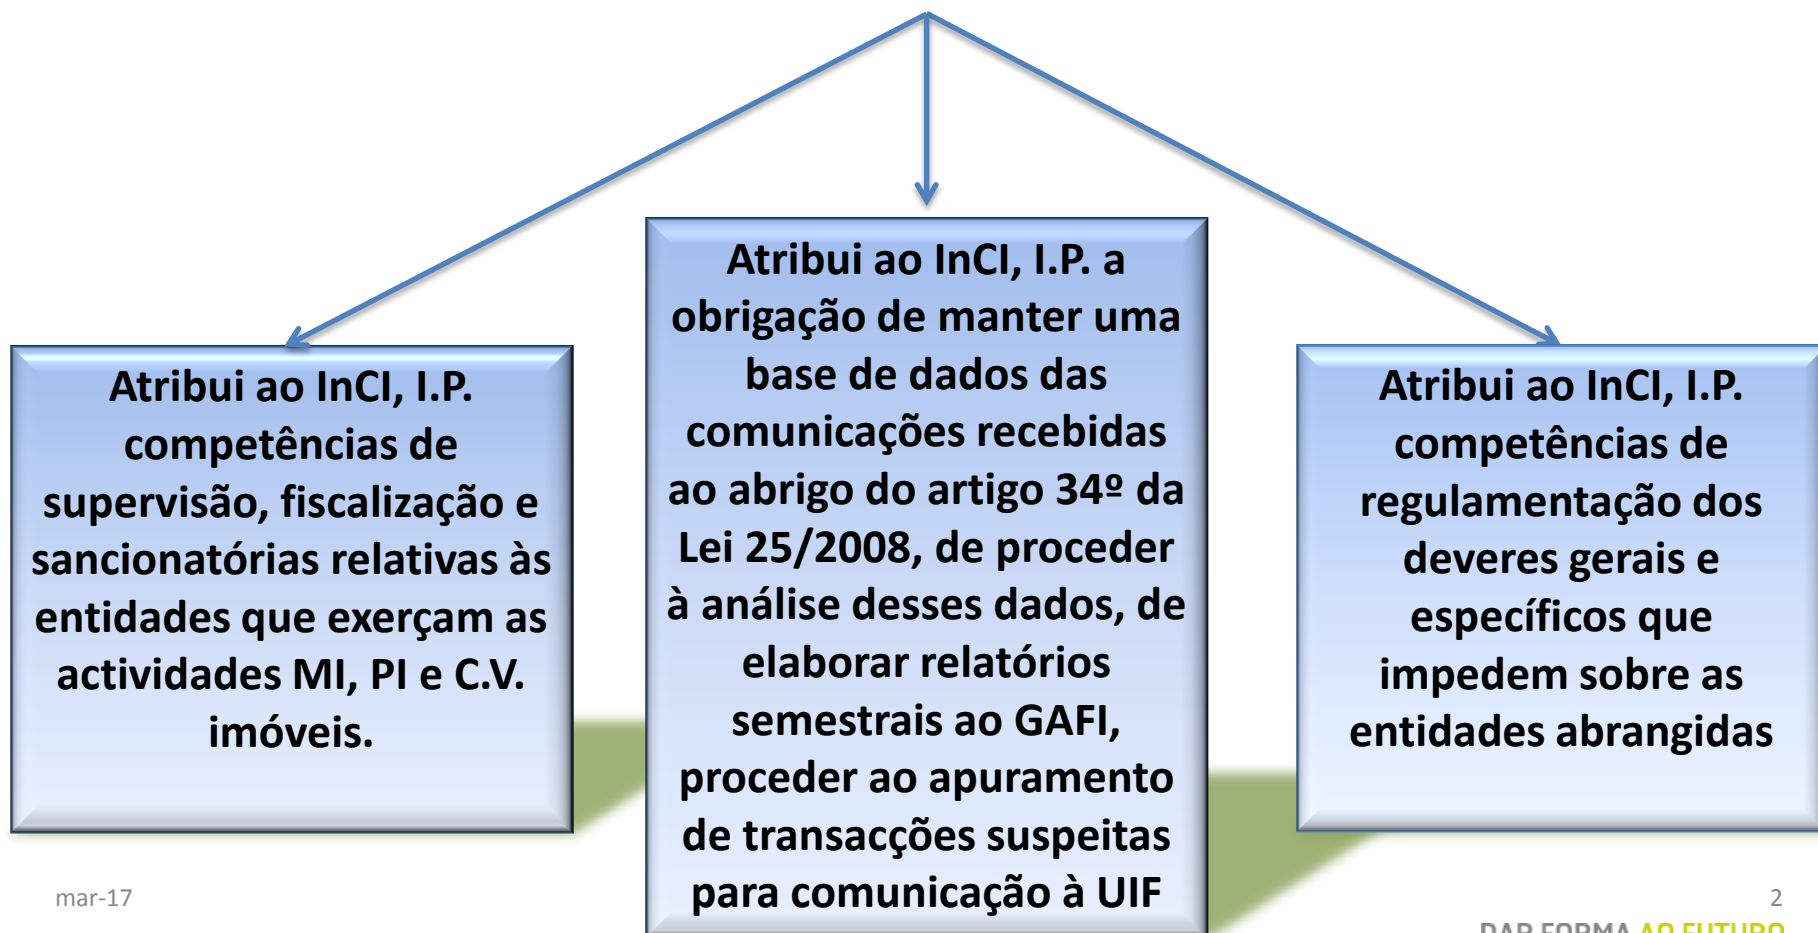 Atribui ao InCI, I.P.
competências de
supervisão, fiscalização e
sancionatórias relativas às
entidades que exerçam as
actividades MI, PI e C.V.
imóveis.
Atribui ao InCI, I.P. a
obrigação de manter uma
base de dados das
comunicações recebidas
ao abrigo do artigo 34º da
Lei 25/2008, de proceder
à análise desses dados, de
elaborar relatórios
semestrais ao GAFI,
proceder ao apuramento
de transacções suspeitas
para comunicação à UIF
Atribui ao InCI, I.P.
competências de
regulamentação dos
deveres gerais e
específicos que
impedem sobre as
entidades abrangidas
mar-17
2
DAR FORMA AO FUTURO